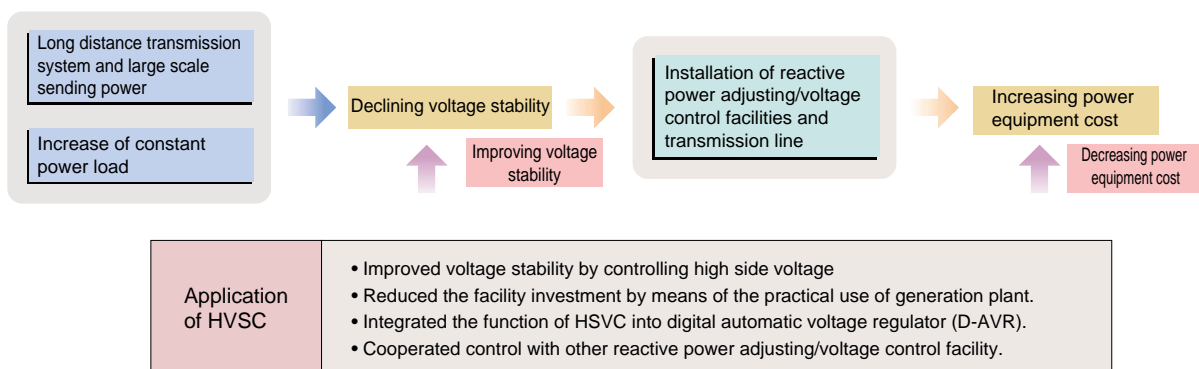 Long distance transmission
system and large scale
sending power
Increase of constant
power load
Declining voltage stability
Improving voltage
stability
Installation of reactive
power adjusting/voltage
control facilities and
transmission line
Increasing power
equipment cost
Decreasing power
equipment cost
Application
of HVSC
• Improved voltage stability by controlling high side voltage
• Reduced the facility investment by means of the practical use of generation plant.
• Integrated the function of HSVC into digital automatic voltage regulator (D-AVR).
• Cooperated control with other reactive power adjusting/voltage control facility.